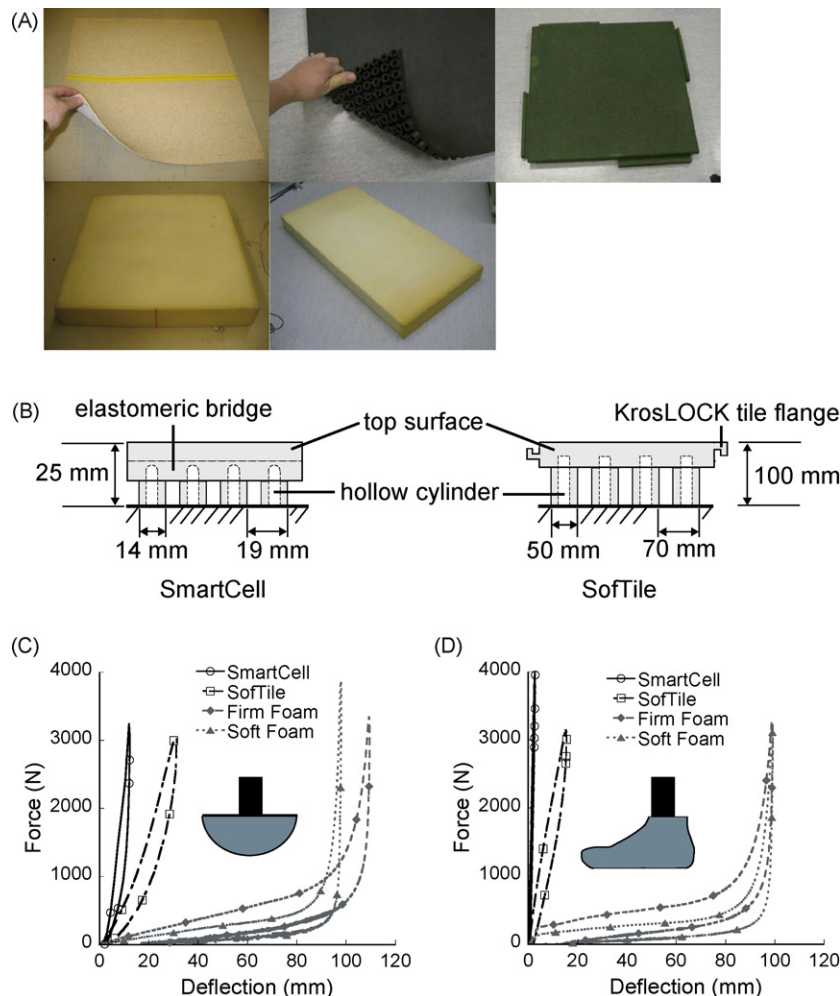 (A)
(B)
elastomeric bridge
top surface
KrosLOCK tile flange
25 mm
100 mm
hollow cylinder
14 mm
19 mm
50 mm
70 mm
SmartCell
SofTile
(C)
4000
3000
2000
1000
0
Force (N)
SmartCell
SofTile
Firm Foam
Soft Foam
0 20 40 60 80 100 120
Deflection (mm)
(D)
4000
3000
2000
1000
0
Force (N)
SmartCell
SofTile
Firm Foam
Soft Foam
0 20 40 60 80 100 120
Deflection (mm)